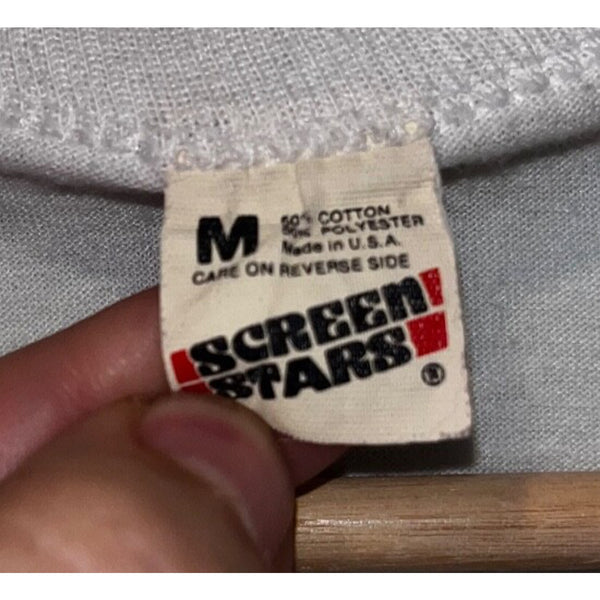 M
50% COTTON
50% POLYESTER
Made in U.S.A.
CARE ON REVERSE SIDE
SCREEN
STARS
®